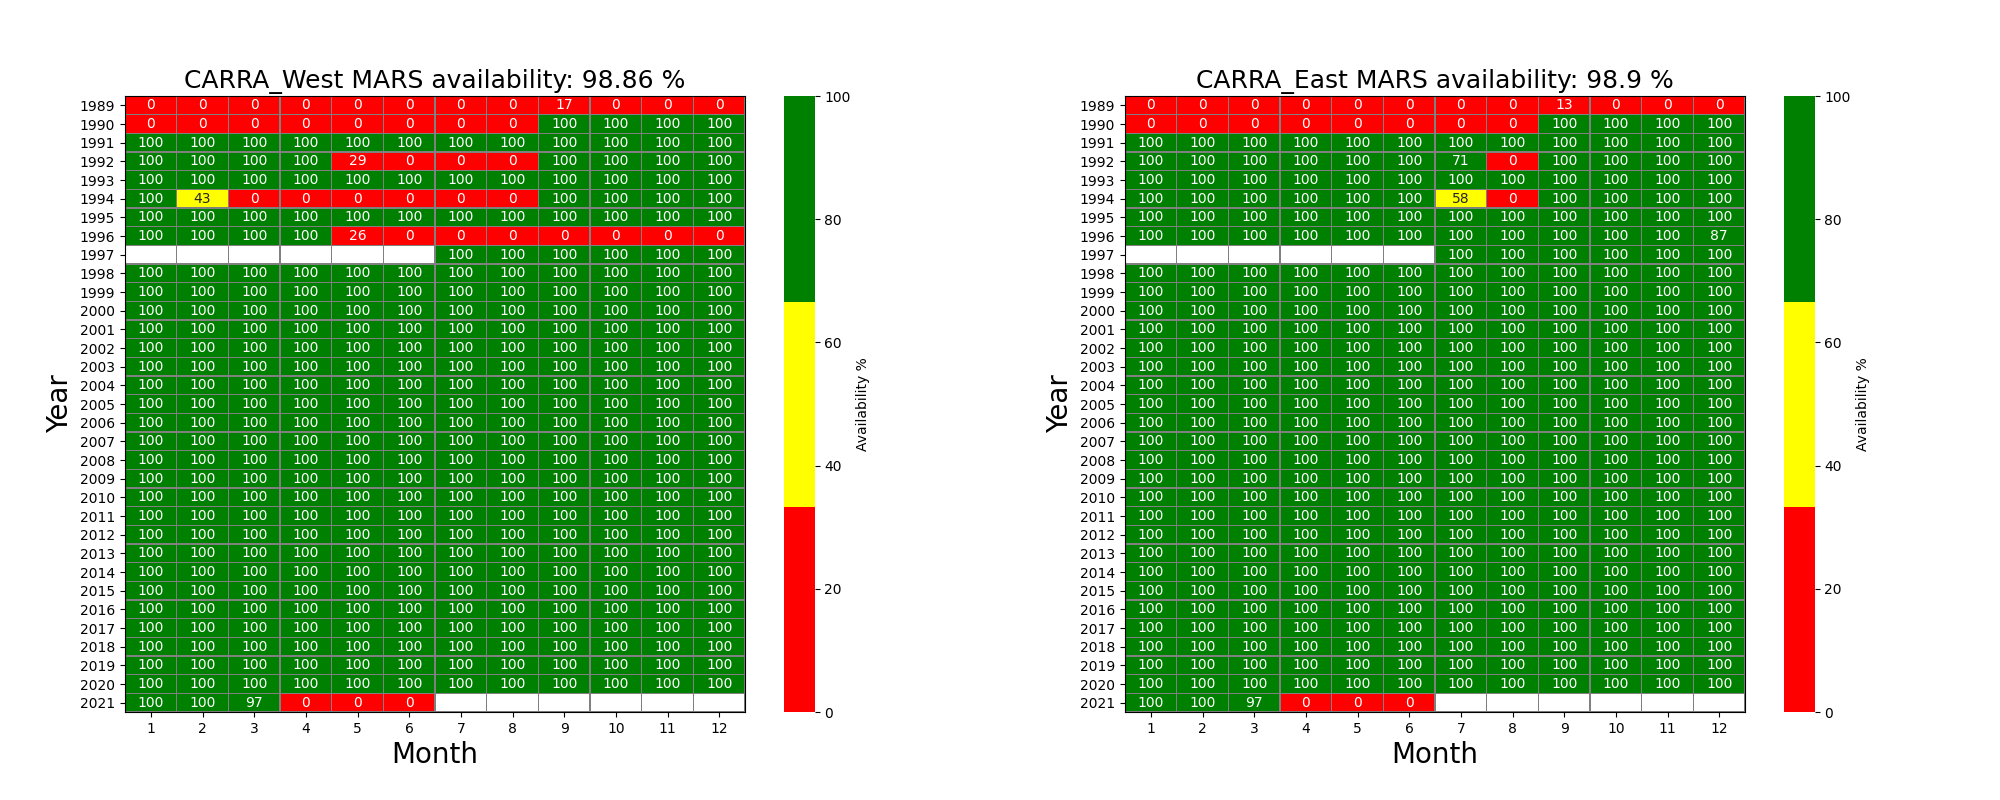 CARRA_West MARS availability: 98.86 %
1989 0 0 0 0 0 0 0 0 17 0 0 0
1990 0 0 0 0 0 0 0 0 100 100 100 100
1991 100 100 100 100 100 100 100 100 100 100 100 100
1992 100 100 100 100 29 0 0 0 100 100 100 100
1993 100 100 100 100 100 100 100 100 100 100 100 100
1994 100 43 0 0 0 0 0 0 100 100 100 100
1995 100 100 100 100 100 100 100 100 100 100 100 100
1996 100 100 100 100 26 0 0 0 0 0 0 0
1997 100 100 100 100 100 100
1998 100 100 100 100 100 100 100 100 100 100 100 100
1999 100 100 100 100 100 100 100 100 100 100 100 100
2000 100 100 100 100 100 100 100 100 100 100 100 100
2001 100 100 100 100 100 100 100 100 100 100 100 100
2002 100 100 100 100 100 100 100 100 100 100 100 100
2003 100 100 100 100 100 100 100 100 100 100 100 100
2004 100 100 100 100 100 100 100 100 100 100 100 100
2005 100 100 100 100 100 100 100 100 100 100 100 100
2006 100 100 100 100 100 100 100 100 100 100 100 100
2007 100 100 100 100 100 100 100 100 100 100 100 100
2008 100 100 100 100 100 100 100 100 100 100 100 100
2009 100 100 100 100 100 100 100 100 100 100 100 100
2010 100 100 100 100 100 100 100 100 100 100 100 100
2011 100 100 100 100 100 100 100 100 100 100 100 100
2012 100 100 100 100 100 100 100 100 100 100 100 100
2013 100 100 100 100 100 100 100 100 100 100 100 100
2014 100 100 100 100 100 100 100 100 100 100 100 100
2015 100 100 100 100 100 100 100 100 100 100 100 100
2016 100 100 100 100 100 100 100 100 100 100 100 100
2017 100 100 100 100 100 100 100 100 100 100 100 100
2018 100 100 100 100 100 100 100 100 100 100 100 100
2019 100 100 100 100 100 100 100 100 100 100 100 100
2020 100 100 100 100 100 100 100 100 100 100 100 100
2021 100 100 97 0 0 0
1 2 3 4 5 6 7 8 9 10 11 12
Month
Year
100
80
60
40
20
0
Availability %
CARRA_East MARS availability: 98.9 %
1989 0 0 0 0 0 0 0 0 13 0 0 0
1990 0 0 0 0 0 0 0 0 100 100 100 100
1991 100 100 100 100 100 100 100 100 100 100 100 100
1992 100 100 100 100 100 100 71 0 100 100 100 100
1993 100 100 100 100 100 100 100 100 100 100 100 100
1994 100 100 100 100 100 100 58 0 100 100 100 100
1995 100 100 100 100 100 100 100 100 100 100 100 100
1996 100 100 100 100 100 100 100 100 100 100 100 87
1997 100 100 100 100 100 100
1998 100 100 100 100 100 100 100 100 100 100 100 100
1999 100 100 100 100 100 100 100 100 100 100 100 100
2000 100 100 100 100 100 100 100 100 100 100 100 100
2001 100 100 100 100 100 100 100 100 100 100 100 100
2002 100 100 100 100 100 100 100 100 100 100 100 100
2003 100 100 100 100 100 100 100 100 100 100 100 100
2004 100 100 100 100 100 100 100 100 100 100 100 100
2005 100 100 100 100 100 100 100 100 100 100 100 100
2006 100 100 100 100 100 100 100 100 100 100 100 100
2007 100 100 100 100 100 100 100 100 100 100 100 100
2008 100 100 100 100 100 100 100 100 100 100 100 100
2009 100 100 100 100 100 100 100 100 100 100 100 100
2010 100 100 100 100 100 100 100 100 100 100 100 100
2011 100 100 100 100 100 100 100 100 100 100 100 100
2012 100 100 100 100 100 100 100 100 100 100 100 100
2013 100 100 100 100 100 100 100 100 100 100 100 100
2014 100 100 100 100 100 100 100 100 100 100 100 100
2015 100 100 100 100 100 100 100 100 100 100 100 100
2016 100 100 100 100 100 100 100 100 100 100 100 100
2017 100 100 100 100 100 100 100 100 100 100 100 100
2018 100 100 100 100 100 100 100 100 100 100 100 100
2019 100 100 100 100 100 100 100 100 100 100 100 100
2020 100 100 100 100 100 100 100 100 100 100 100 100
2021 100 100 97 0 0 0
1 2 3 4 5 6 7 8 9 10 11 12
Month
Year
100
80
60
40
20
0
Availability %